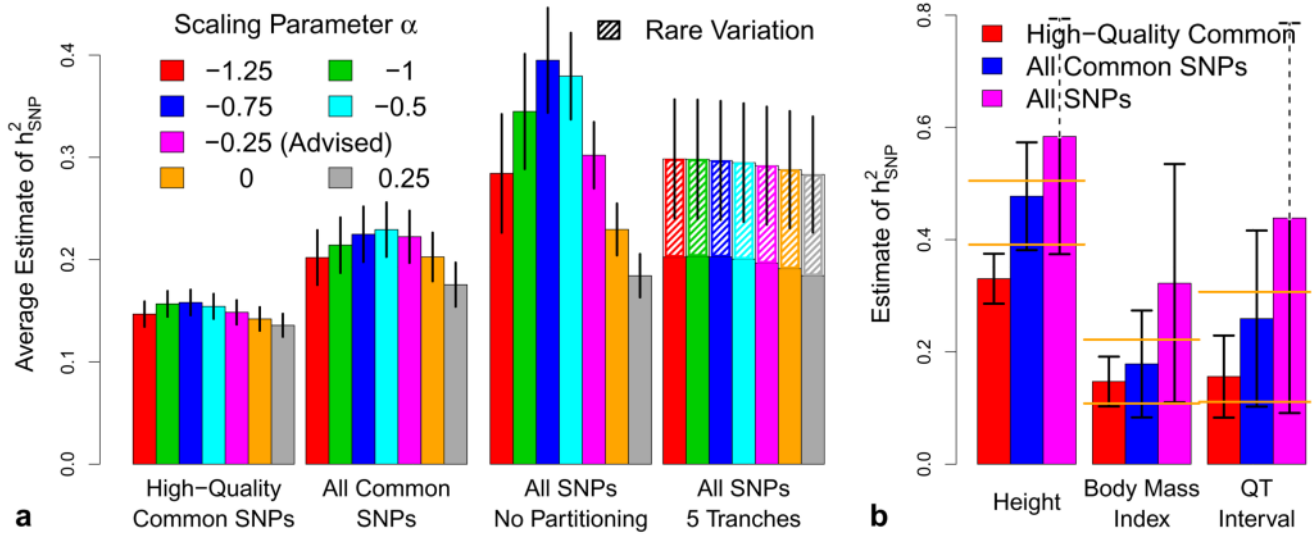 Scaling Parameter α
−1.25
−1
−0.75
−0.5
−0.25 (Advised)
0
0.25
Rare Variation
Average Estimate of h²SNP
0.4
0.3
0.2
0.1
0.0
High−Quality
Common SNPs
All Common
SNPs
All SNPs
No Partitioning
All SNPs
5 Tranches
a
High−Quality Common
All Common SNPs
All SNPs
Estimate of h²SNP
0.8
0.6
0.4
0.2
0.0
Height
Body Mass
Index
QT
Interval
b